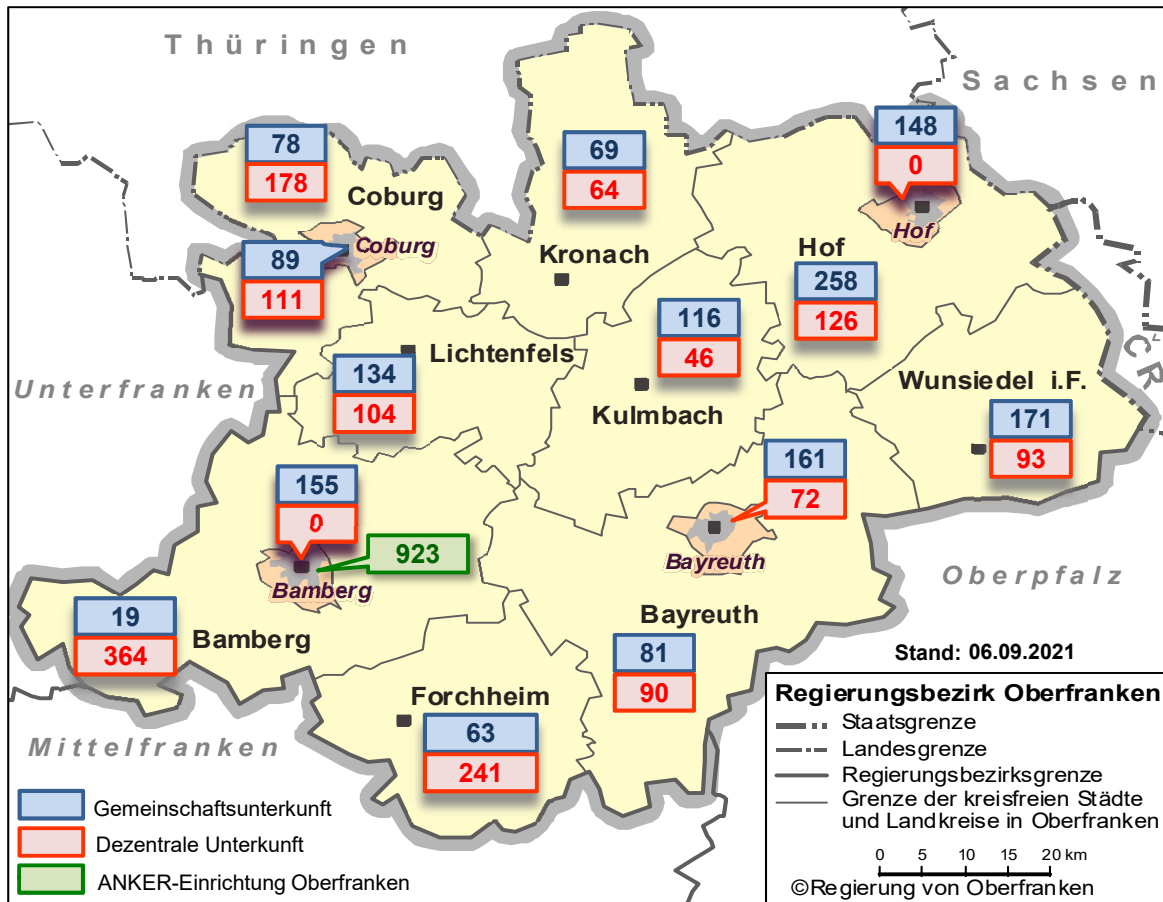 Thüringen
Sachsen
148
0
78
178
69
64
Coburg
Hof
Coburg
Kronach
Hof
89
111
258
126
116
46
CR
Lichtenfels
Unterfranken
134
104
Kulmbach
Wunsiedel i.F.
171
93
161
72
155
0
923
Bayreuth
Bamberg
Oberpfalz
19
364
Bamberg
Bayreuth
81
90
Stand: 06.09.2021
Forchheim
63
241
Mittelfranken
Regierungsbezirk Oberfranken
Staatsgrenze
Landesgrenze
Regierungsbezirksgrenze
Grenze der kreisfreien Städte
und Landkreise in Oberfranken
0 5 10 15 20 km
©Regierung von Oberfranken
Gemeinschaftsunterkunft
Dezentrale Unterkunft
ANKER-Einrichtung Oberfranken